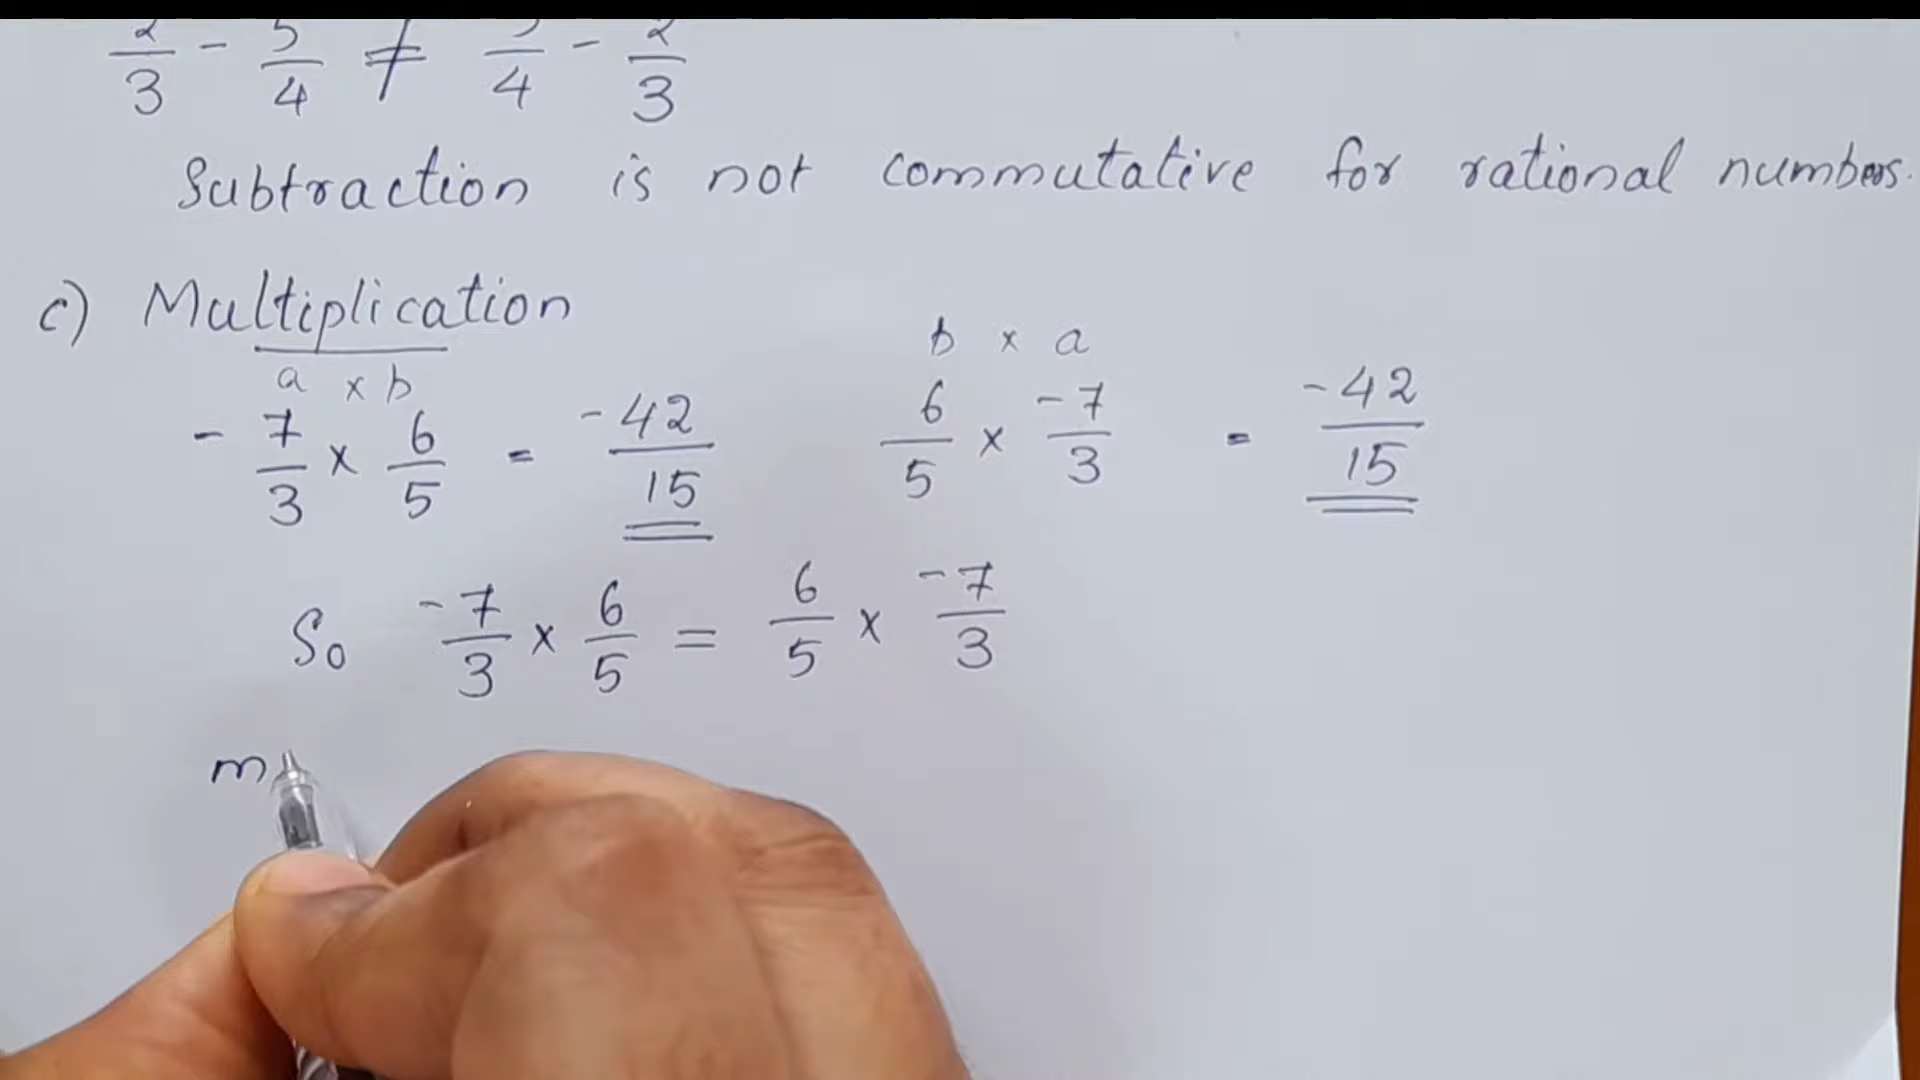 2/3 - 5/4 ≠ 5/4 - 2/3
Subtraction is not commutative for rational numbers.
c) Multiplication
a × b
b × a
- 7/3 × 6/5 = -42/15
6/5 × -7/3 = -42/15
So -7/3 × 6/5 = 6/5 × -7/3
m